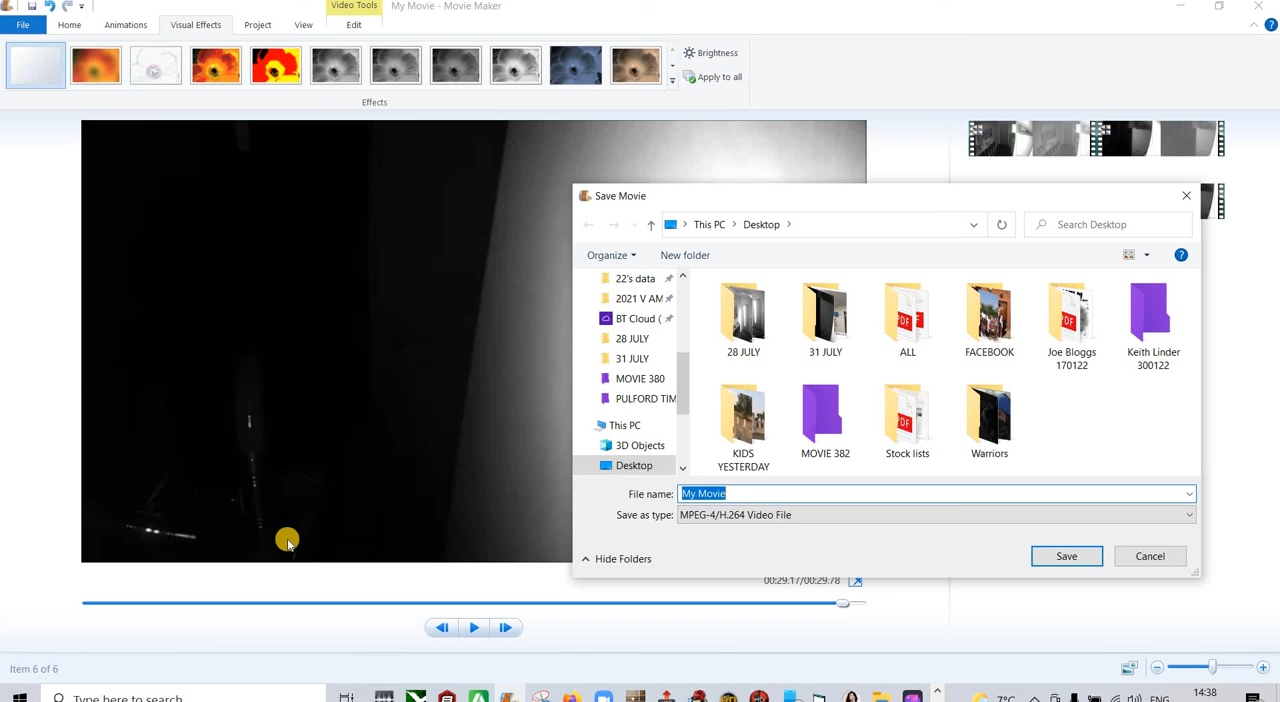 Video Tools
My Movie - Movie Maker
File
Home
Animations
Visual Effects
Project
View
Edit
Brightness
Apply to all
Effects
Save Movie
This PC
Desktop
Search Desktop
Organize
New folder
22's data
2021 V AM
BT Cloud (
28 JULY
31 JULY
MOVIE 380
PULFORD TIM
This PC
3D Objects
Desktop
28 JULY
31 JULY
ALL
FACEBOOK
Joe Bloggs
170122
Keith Linder
300122
KIDS
YESTERDAY
MOVIE 382
Stock lists
Warriors
PDF
PDF
PDF
File name:
My Movie
Save as type:
MPEG-4/H.264 Video File
Hide Folders
Save
Cancel
00:29.17/00:29.78
Item 6 of 6
Type here to search
7°C
ENG
14:38